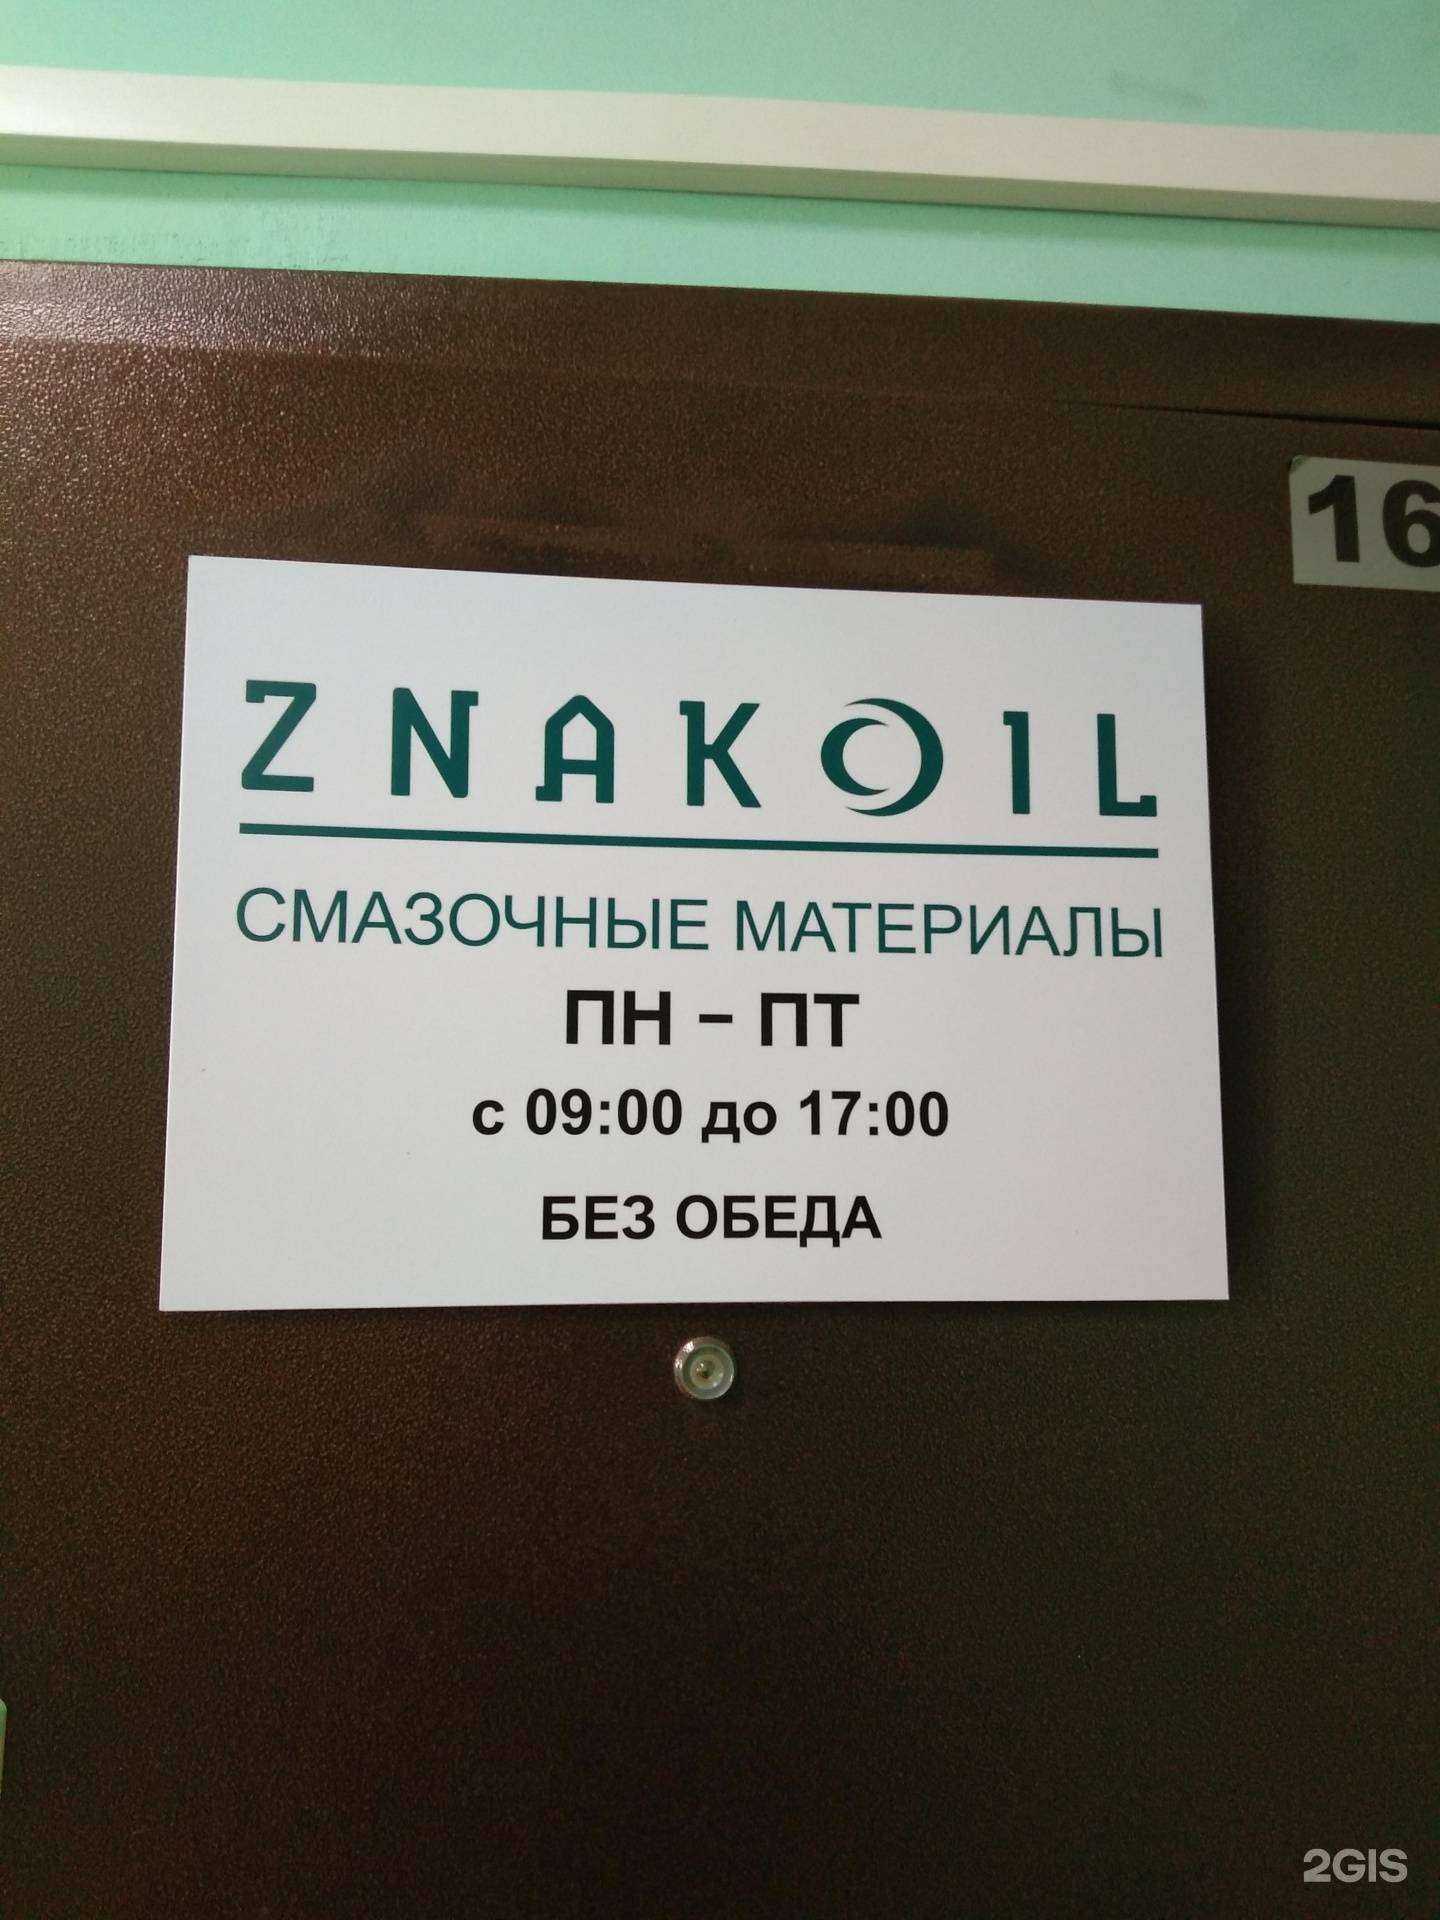 16
ZNAKOIL
СМАЗОЧНЫЕ МАТЕРИАЛЫ
ПН - ПТ
с 09:00 до 17:00
БЕЗ ОБЕДА
2GIS